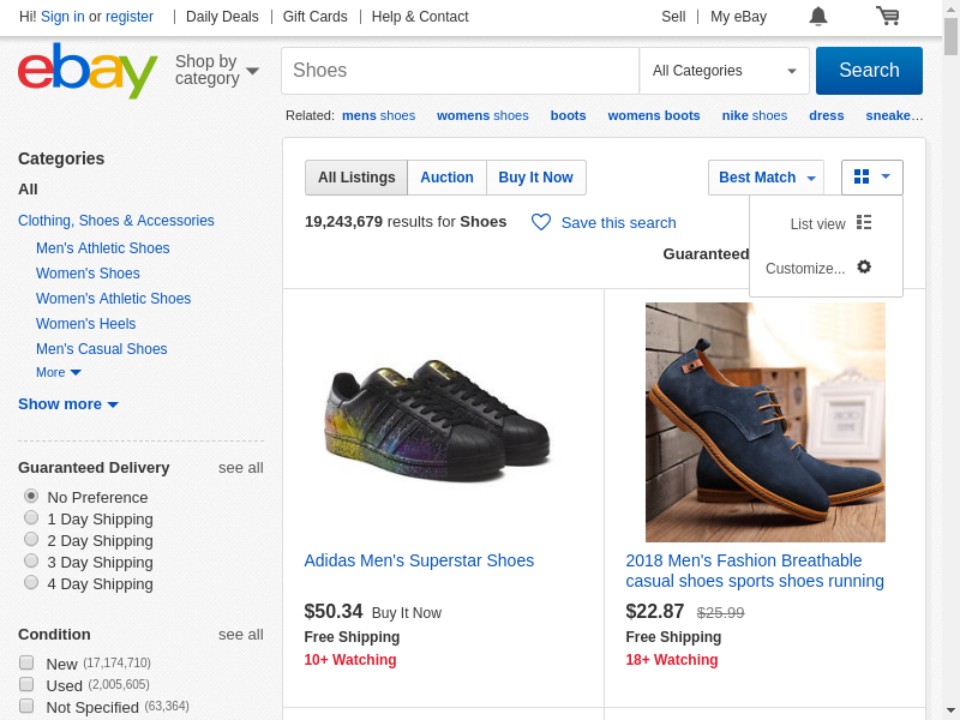 Hi! Sign in or register
Daily Deals
Gift Cards
Help & Contact
Sell
My eBay
ebay
Shop by
category
Shoes
All Categories
Search
Related: mens shoes womens shoes boots womens boots nike shoes dress sneake...
Categories
All
Clothing, Shoes & Accessories
Men's Athletic Shoes
Women's Shoes
Women's Athletic Shoes
Women's Heels
Men's Casual Shoes
More
Show more
Guaranteed Delivery see all
No Preference
1 Day Shipping
2 Day Shipping
3 Day Shipping
4 Day Shipping
Condition see all
New (17,174,710)
Used (2,005,605)
Not Specified (63,364)
All Listings
Auction
Buy It Now
Best Match
19,243,679 results for Shoes
Save this search
List view
Guaranteed
Customize...
Adidas Men's Superstar Shoes
$50.34 Buy It Now
Free Shipping
10+ Watching
2018 Men's Fashion Breathable
casual shoes sports shoes running
$22.87 $25.99
Free Shipping
18+ Watching